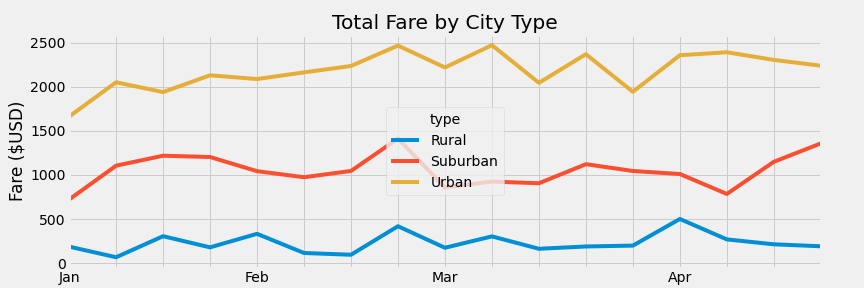 Total Fare by City Type
Fare ($USD)
2500
2000
1500
1000
500
0
type
Rural
Suburban
Urban
Jan Feb Mar Apr